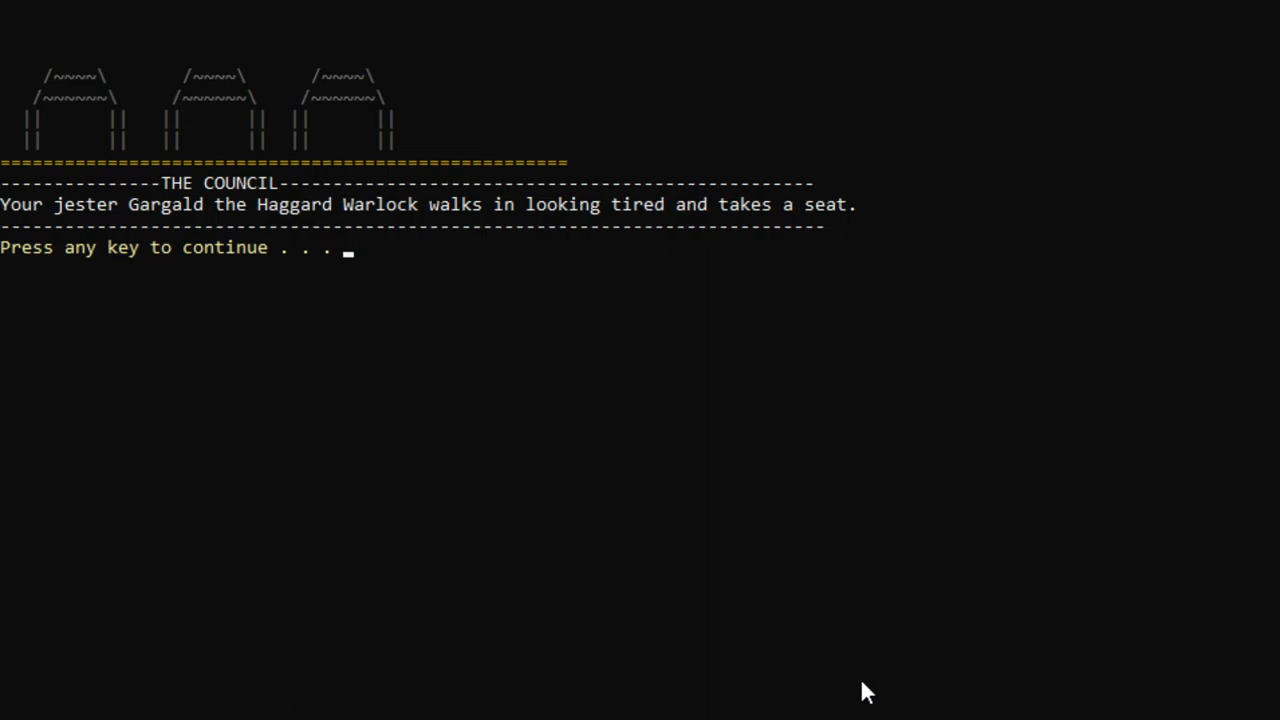 ---------------THE COUNCIL--------------------------------------------------
Your jester Gargald the Haggard Warlock walks in looking tired and takes a seat.
-----------------------------------------------------------------------------
Press any key to continue . . .